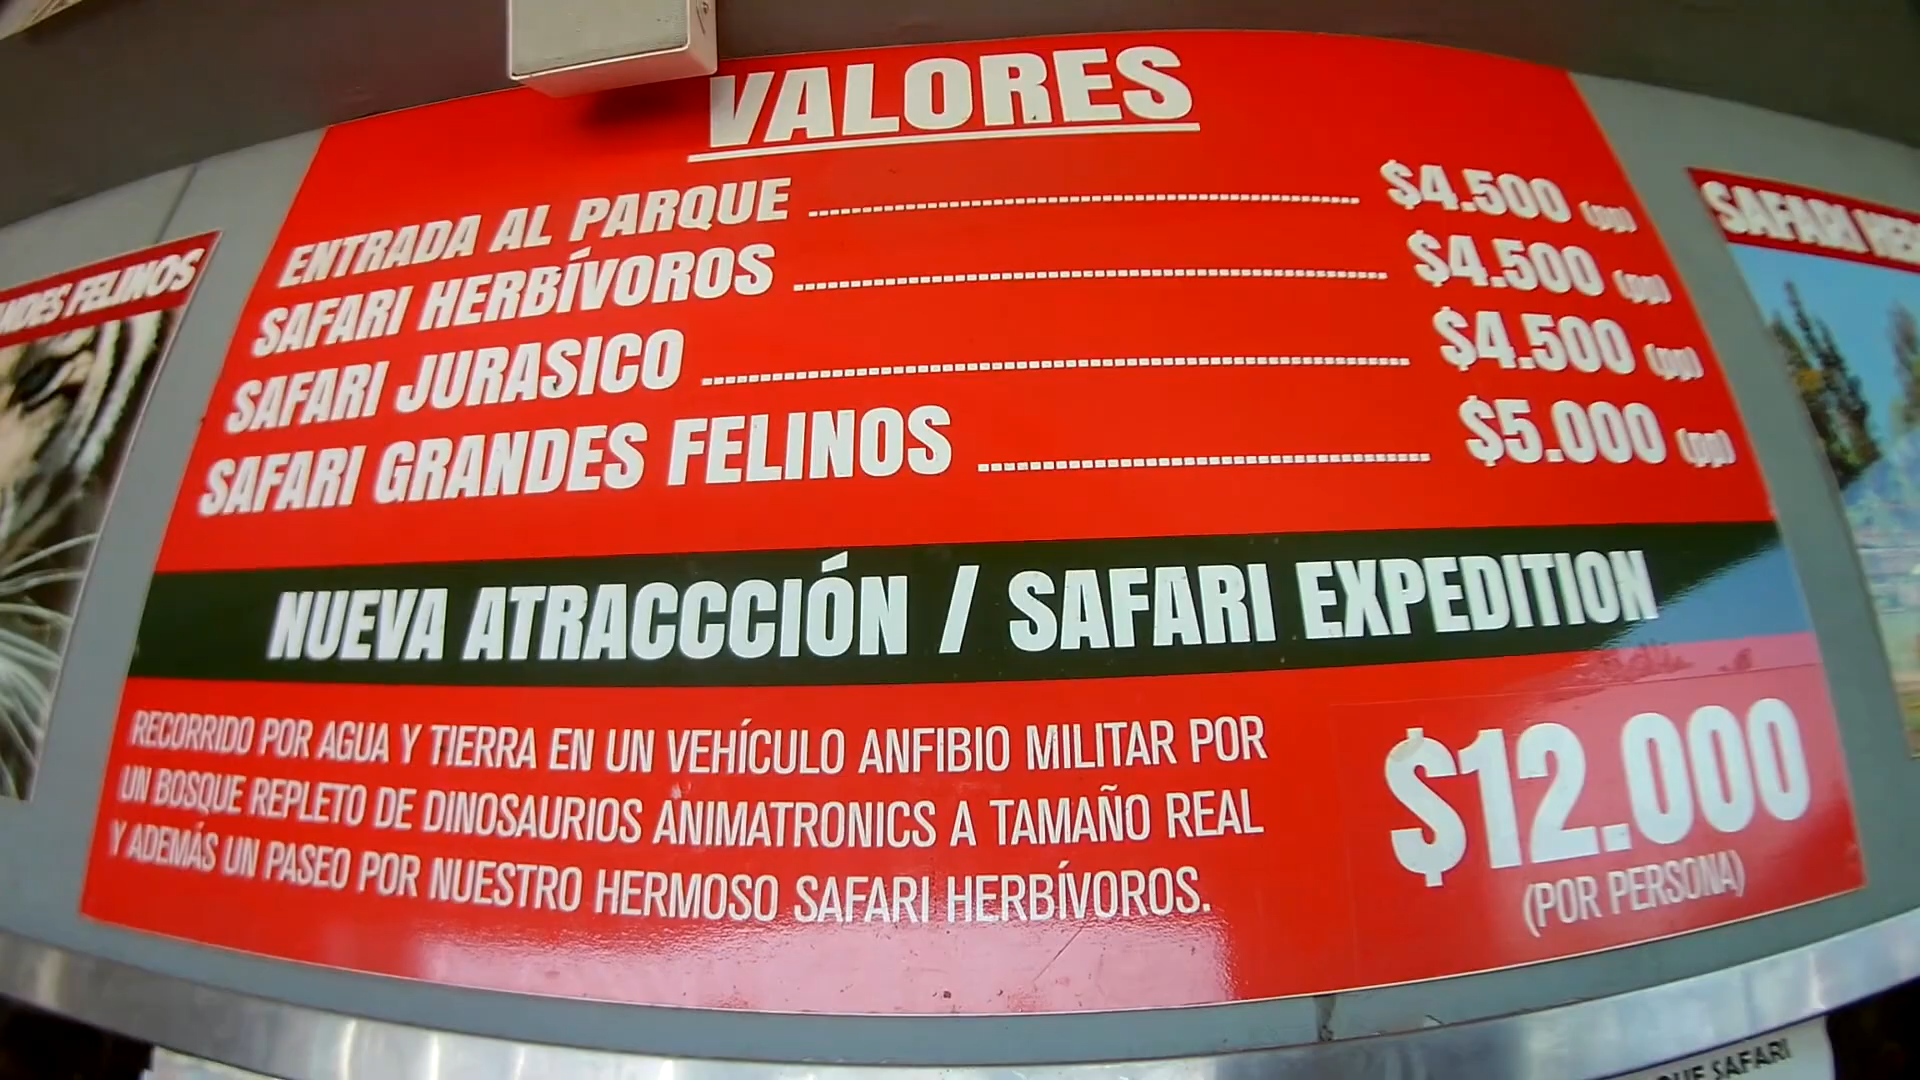 VALORES
ENTRADA AL PARQUE ........ $4.500 (pp)
SAFARI HERBÍVOROS ........ $4.500 (pp)
SAFARI JURASICO ........ $4.500 (pp)
SAFARI GRANDES FELINOS ........ $5.000 (pp)
NUEVA ATRACCCIÓN / SAFARI EXPEDITION
RECORRIDO POR AGUA Y TIERRA EN UN VEHÍCULO ANFIBIO MILITAR POR
UN BOSQUE REPLETO DE DINOSAURIOS ANIMATRONICS A TAMAÑO REAL
Y ADEMÁS UN PASEO POR NUESTRO HERMOSO SAFARI HERBÍVOROS.
$12.000
(POR PERSONA)
FELINOS
SAFARI
SAFARI